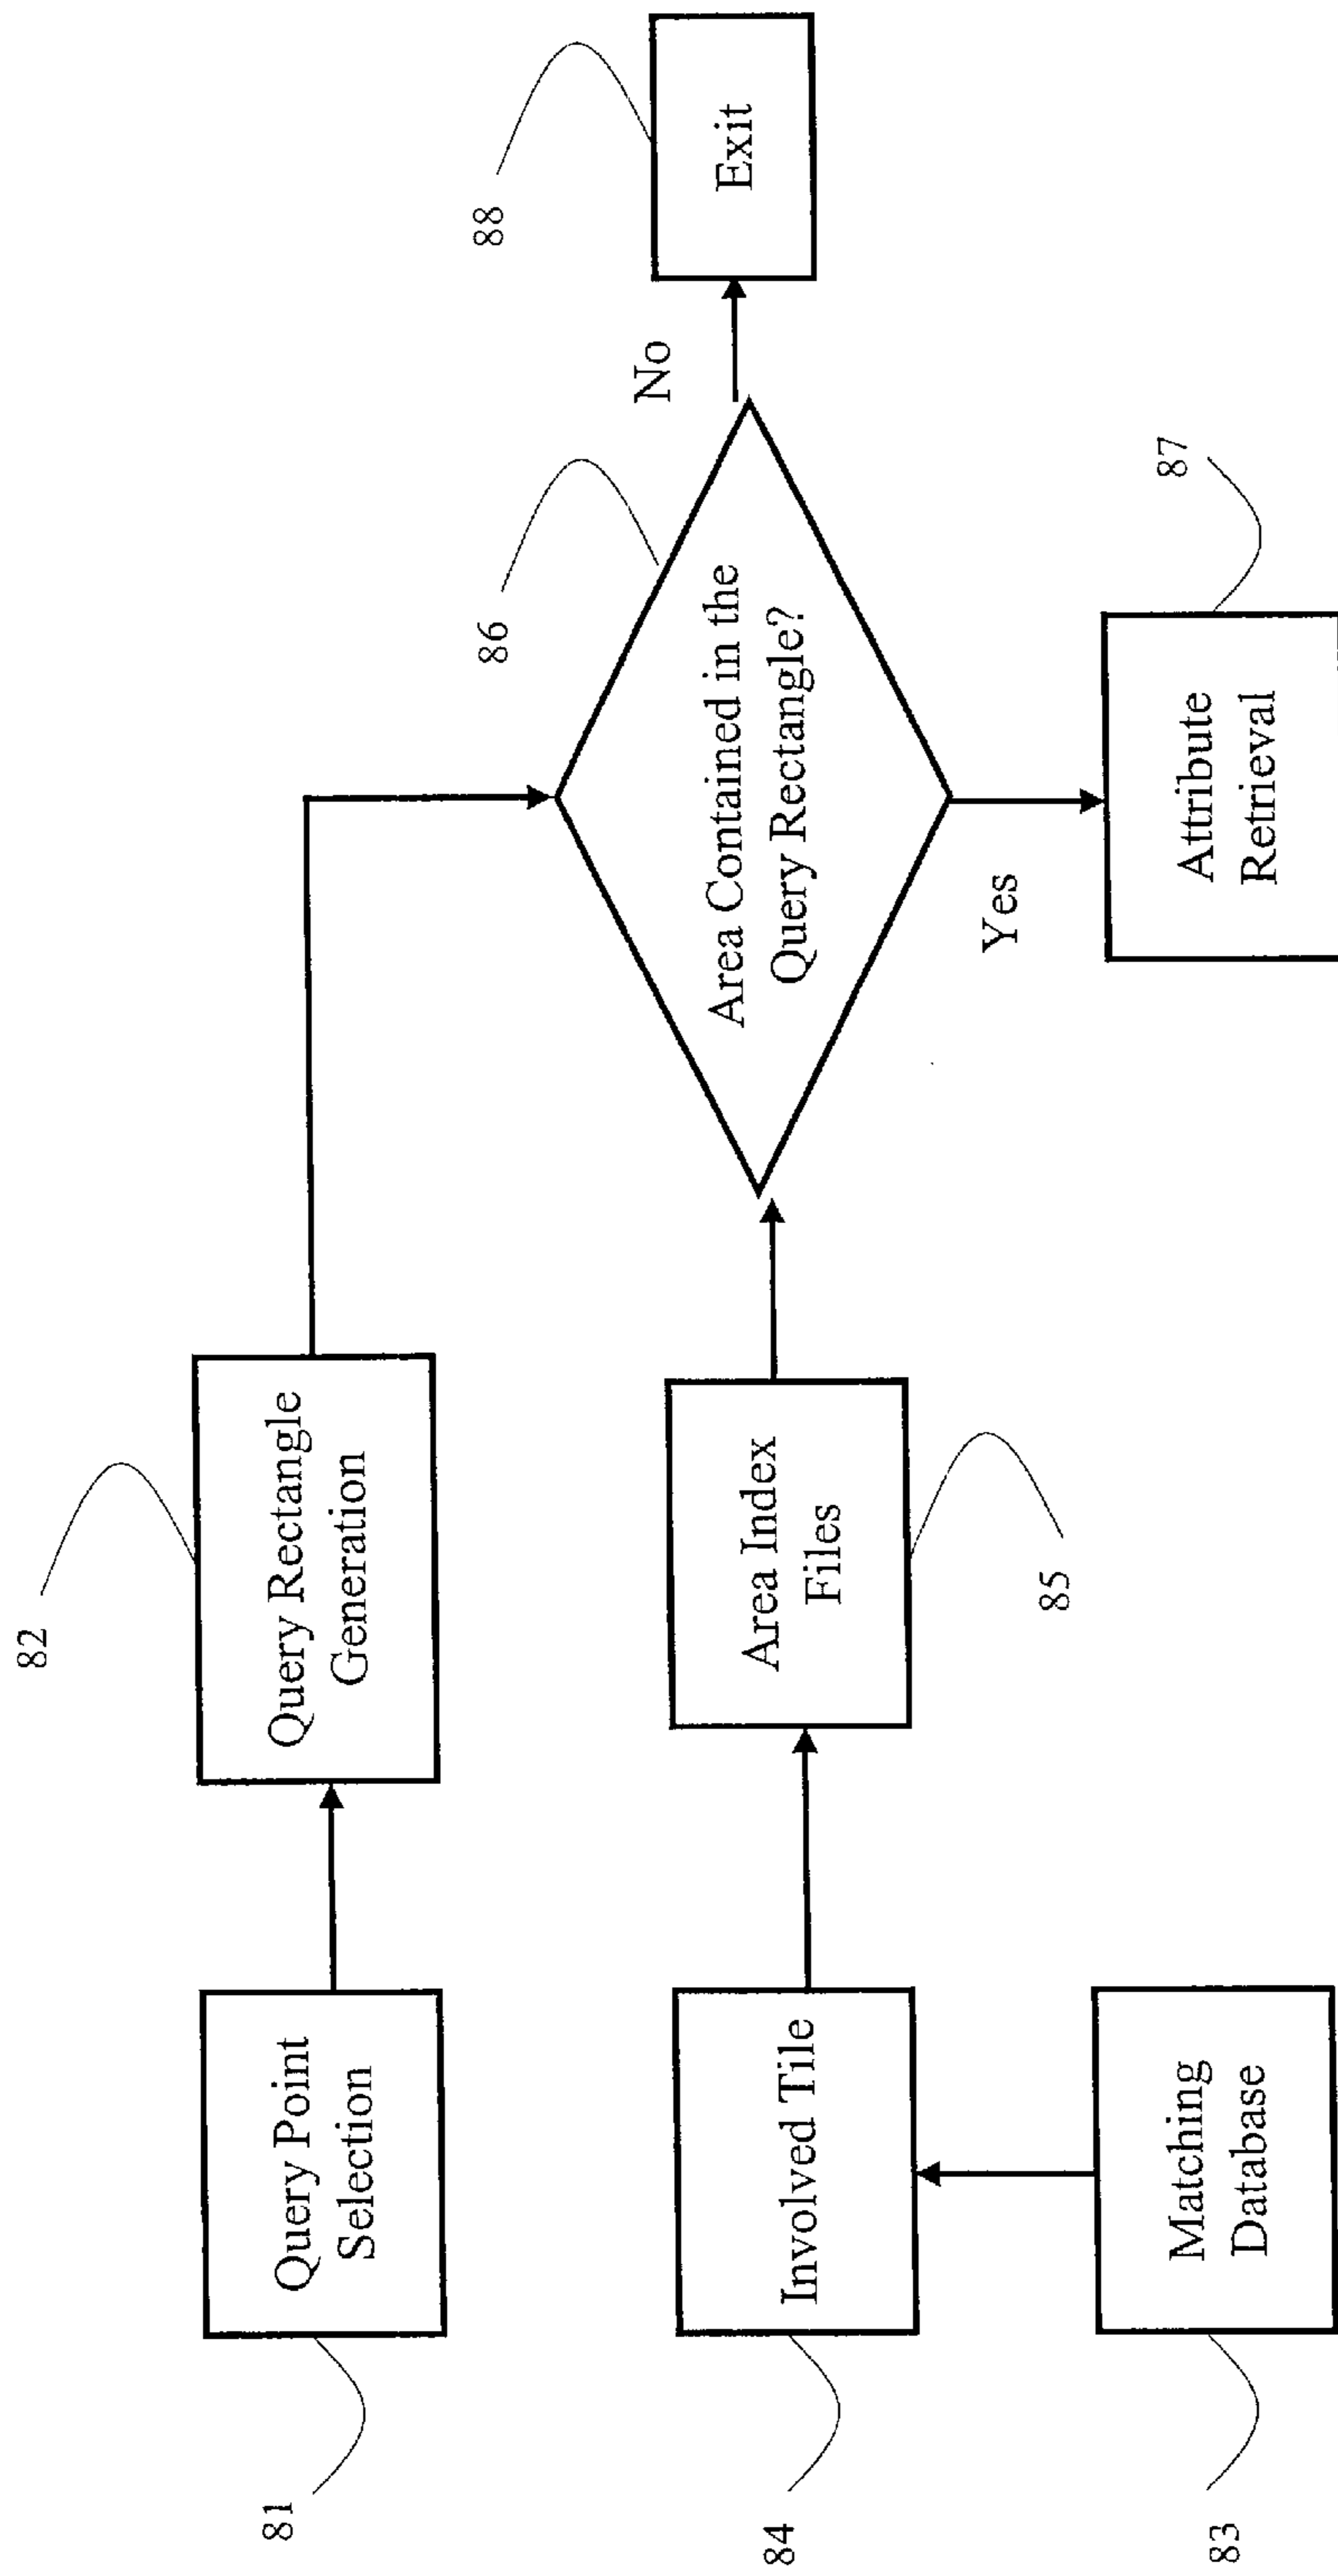 81
Query Point
Selection
82
Query Rectangle
Generation
83
Matching
Database
84
Involved Tile
85
Area Index
Files
86
Area Contained in the
Query Rectangle?
No
88
Exit
Yes
87
Attribute
Retrieval